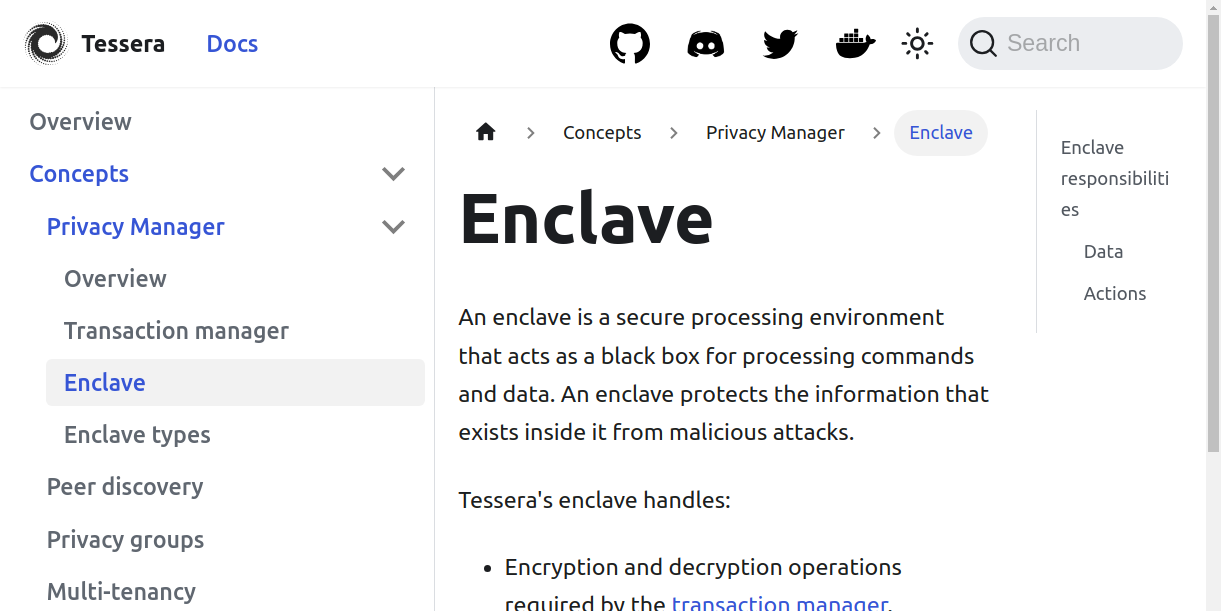 Tessera Docs Search
Overview
Concepts
Privacy Manager
Overview
Transaction manager
Enclave
Enclave types
Peer discovery
Privacy groups
Multi-tenancy
Concepts Privacy Manager Enclave
Enclave
An enclave is a secure processing environment
that acts as a black box for processing commands
and data. An enclave protects the information that
exists inside it from malicious attacks.
Tessera's enclave handles:
• Encryption and decryption operations
required by the transaction manager.
Enclave
responsibiliti
es
Data
Actions